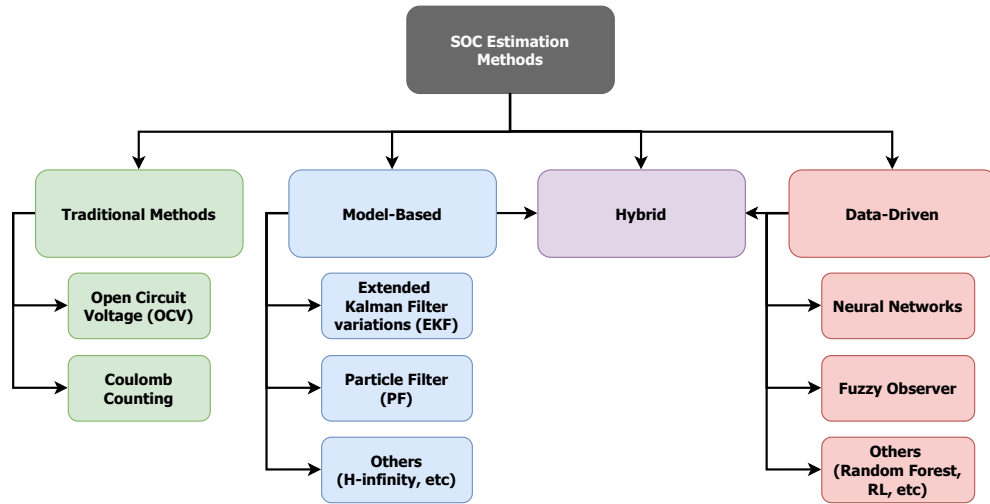 SOC Estimation
Methods
Traditional Methods
Model-Based
Hybrid
Data-Driven
Open Circuit
Voltage (OCV)
Coulomb
Counting
Extended
Kalman Filter
variations (EKF)
Particle Filter
(PF)
Others
(H-infinity, etc)
Neural Networks
Fuzzy Observer
Others
(Random Forest,
RL, etc)